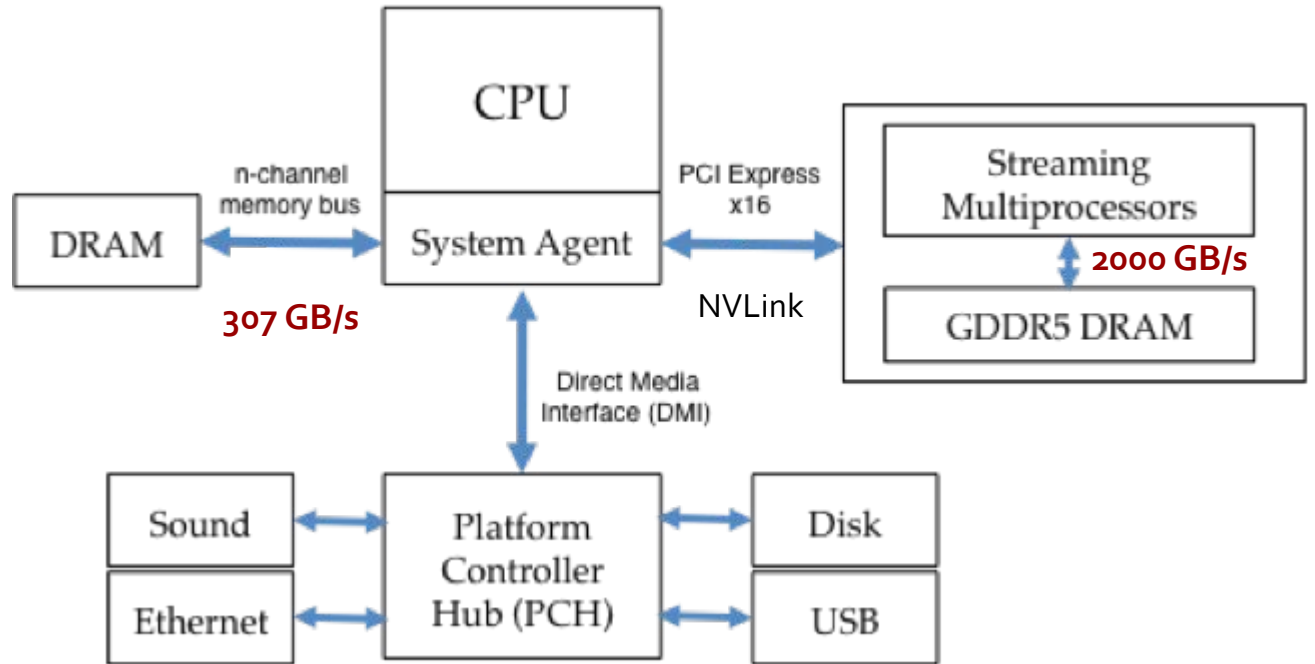 CPU
n-channel
memory bus
DRAM
System Agent
307 GB/s
PCI Express
x16
NVLink
Streaming
Multiprocessors
2000 GB/s
GDDR5 DRAM
Direct Media
Interface (DMI)
Sound
Ethernet
Platform
Controller
Hub (PCH)
Disk
USB